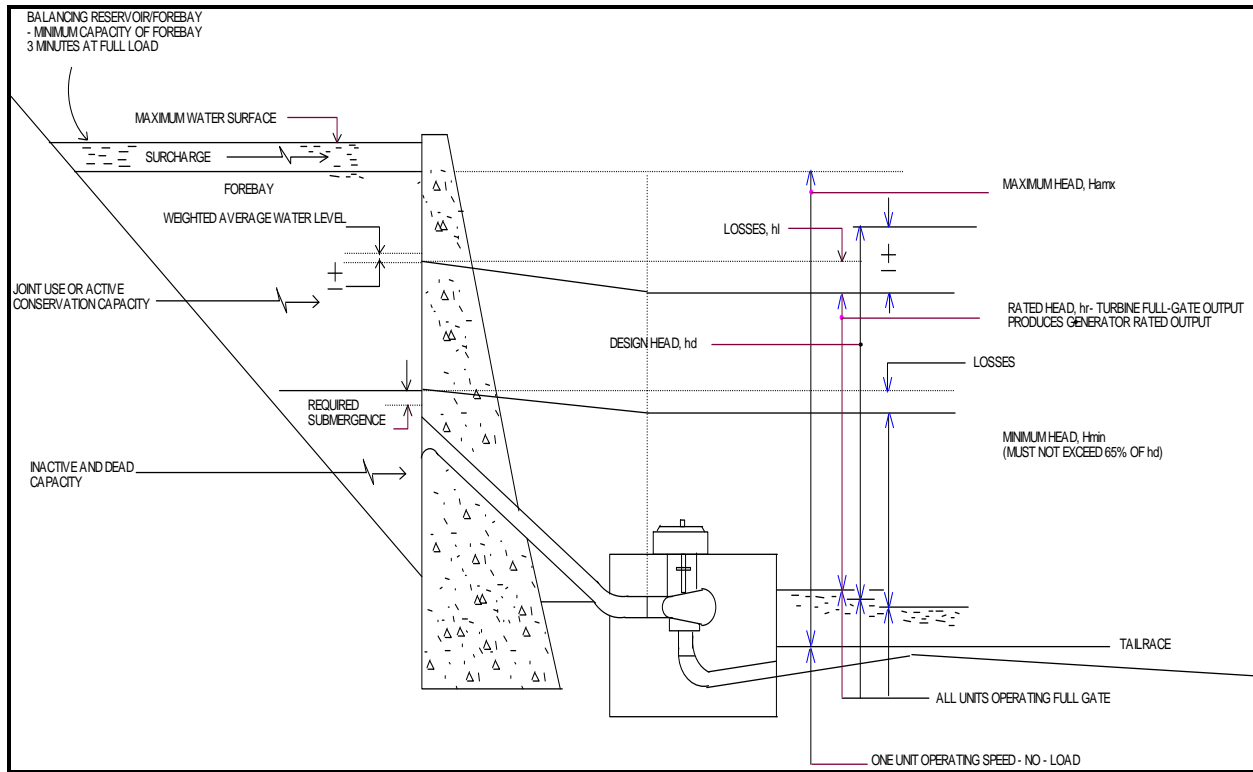 BALANCING RESERVOIR/FOREBAY
- MINIMUM CAPACITY OF FOREBAY
3 MINUTES AT FULL LOAD
MAXIMUM WATER SURFACE
SURCHARGE
FOREBAY
WEIGHTED AVERAGE WATER LEVEL
MAXIMUM HEAD, Hamx
LOSSES, hl
+
-
+
-
JOINT USE OR ACTIVE
CONSERVATION CAPACITY
RATED HEAD, hr- TURBINE FULL-GATE OUTPUT
PRODUCES GENERATOR RATED OUTPUT
DESIGN HEAD, hd
LOSSES
REQUIRED
SUBMERGENCE
MINIMUM HEAD, Hmin
(MUST NOT EXCEED 65% OF hd)
INACTIVE AND DEAD
CAPACITY
TAILRACE
ALL UNITS OPERATING FULL GATE
ONE UNIT OPERATING SPEED - NO - LOAD